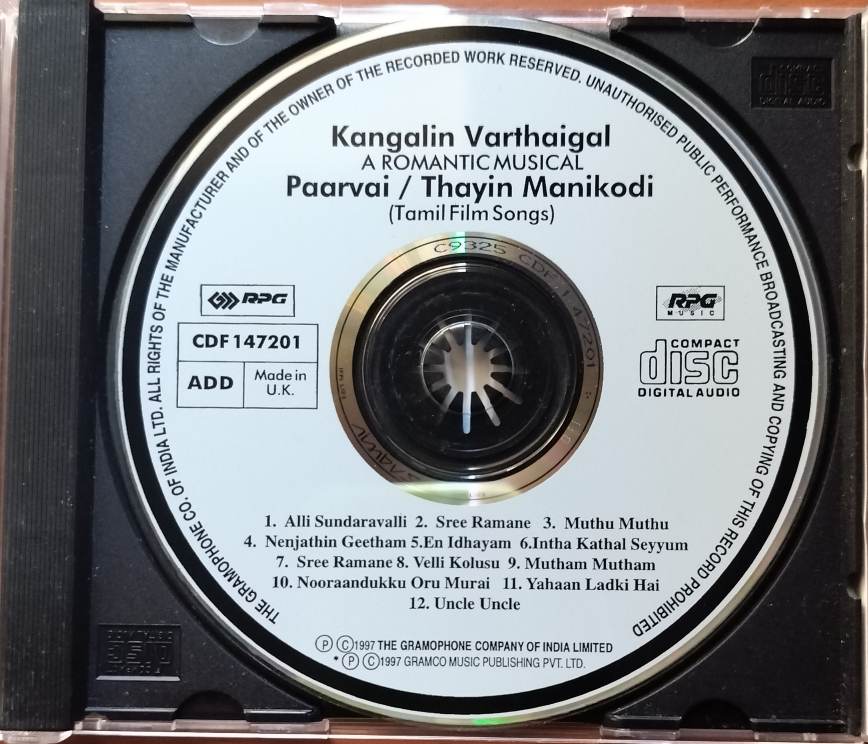 THE GRAMOPHONE CO. OF INDIA LTD. ALL RIGHTS OF THE MANUFACTURER AND OF THE OWNER OF THE RECORDED WORK RESERVED. UNAUTHORISED PUBLIC PERFORMANCE BROADCASTING AND COPYING OF THIS RECORD PROHIBITED
Kangalin Varthaigal
A ROMANTIC MUSICAL
Paarvai / Thayin Manikodi
(Tamil Film Songs)
C9325 CDF 147201
RPG
RPG
MUSIC
CDF 147201
ADD
Made in
U.K.
COMPACT
disc
DIGITAL AUDIO
1. Alli Sundaravalli 2. Sree Ramane 3. Muthu Muthu
4. Nenjathin Geetham 5.En Idhayam 6.Intha Kathal Seyyum
7. Sree Ramane 8. Velli Kolusu 9. Mutham Mutham
10. Nooraandukku Oru Murai 11. Yahaan Ladki Hai
12. Uncle Uncle
Ⓟ Ⓒ1997 THE GRAMOPHONE COMPANY OF INDIA LIMITED
* Ⓟ Ⓒ1997 GRAMCO MUSIC PUBLISHING PVT. LTD.
COMPACT
disc
DIGITAL AUDIO